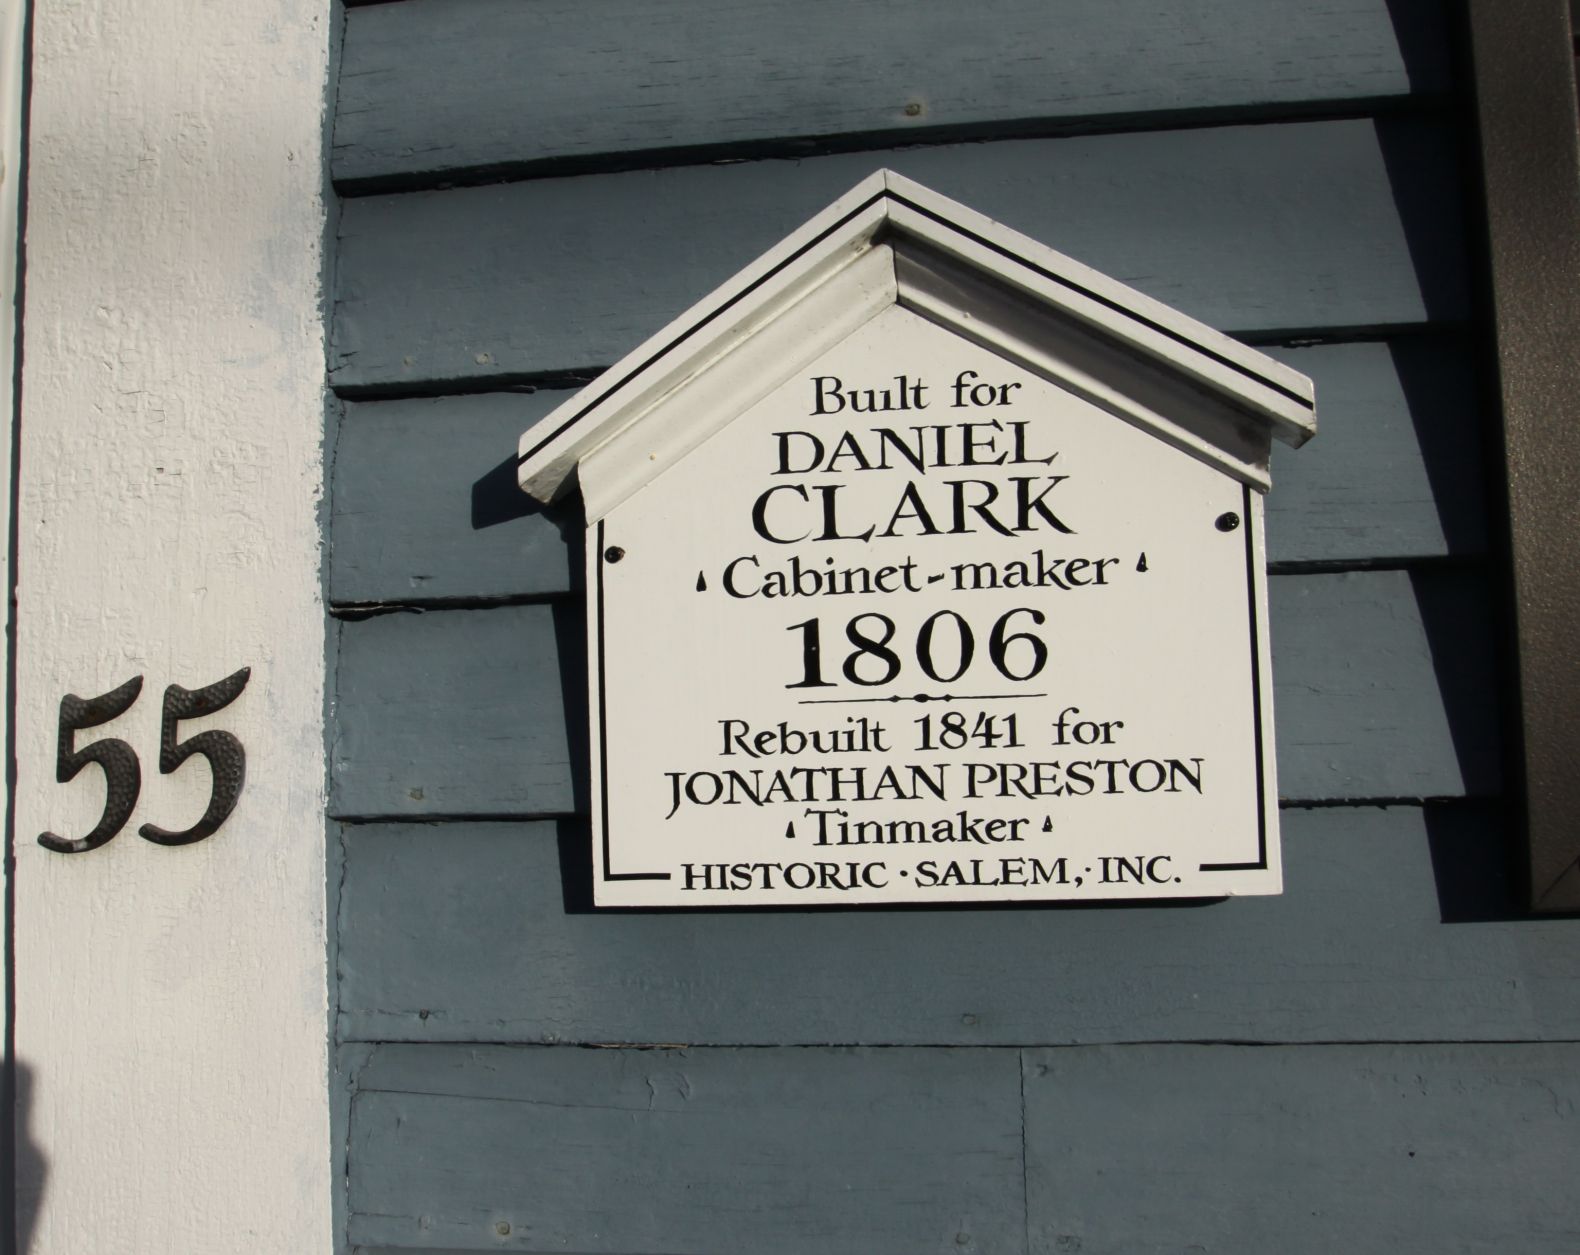 55
Built for
DANIEL
CLARK
Cabinet-maker
1806
Rebuilt 1841 for
JONATHAN PRESTON
Tinmaker
HISTORIC · SALEM, · INC.